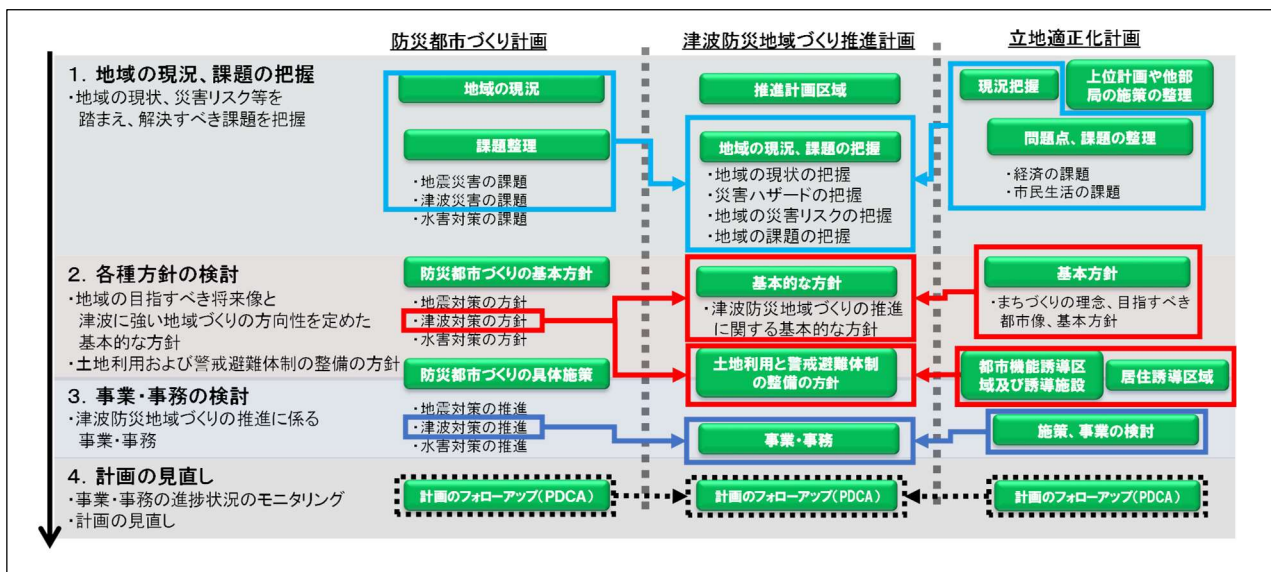 防災都市づくり計画
津波防災地域づくり推進計画
立地適正化計画
1. 地域の現況、課題の把握
・地域の現状、災害リスク等を
踏まえ、解決すべき課題を把握
地域の現況
課題整理
・地震災害の課題
・津波災害の課題
・水害対策の課題
推進計画区域
地域の現況、課題の把握
・地域の現状の把握
・災害ハザードの把握
・地域の災害リスクの把握
・地域の課題の把握
現況把握
上位計画や他部
局の施策の整理
問題点、課題の整理
・経済の課題
・市民生活の課題
2. 各種方針の検討
・地域の目指すべき将来像と
津波に強い地域づくりの方向性を定めた
基本的な方針
・土地利用および警戒避難体制の整備の方針
防災都市づくりの基本方針
・地震対策の方針
・津波対策の方針
・水害対策の方針
基本的な方針
・津波防災地域づくりの推進
に関する基本的な方針
基本方針
・まちづくりの理念、目指すべき
都市像、基本方針
防災都市づくりの具体施策
土地利用と警戒避難体制
の整備の方針
都市機能誘導区
域及び誘導施設
居住誘導区域
3. 事業・事務の検討
・津波防災地域づくりの推進に係る
事業・事務
・地震対策の推進
・津波対策の推進
・水害対策の推進
事業・事務
施策、事業の検討
4. 計画の見直し
・事業・事務の進捗状況のモニタリング
・計画の見直し
計画のフォローアップ(PDCA)
計画のフォローアップ(PDCA)
計画のフォローアップ(PDCA)